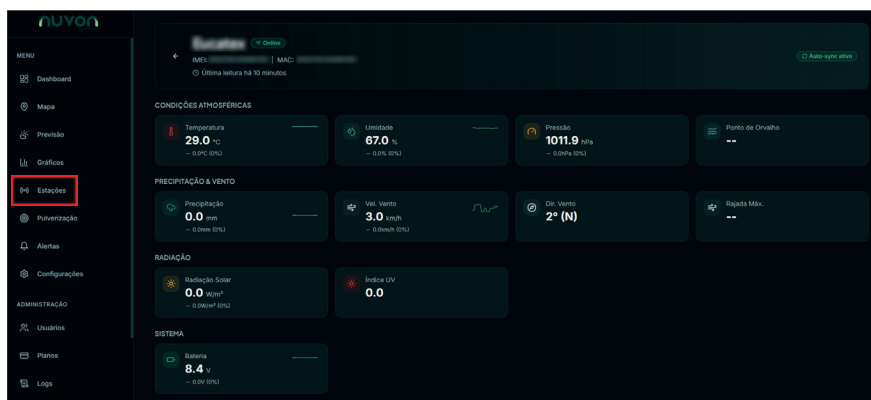 nuvon
MENU
Dashboard
Mapa
Previsão
Gráficos
Estações
Pulverização
Alertas
Configurações
ADMINISTRAÇÃO
Usuários
Planos
Logs
Eucatex Online
IMEI: | MAC:
Última leitura há 10 minutos
Auto-sync ativo
CONDIÇÕES ATMOSFÉRICAS
Temperatura
29.0 °C
— 0.0°C (0%)
Umidade
67.0 %
— 0.0% (0%)
Pressão
1011.9 hPa
— 0.0hPa (0%)
Ponto de Orvalho
--
PRECIPITAÇÃO & VENTO
Precipitação
0.0 mm
— 0.0mm (0%)
Vel. Vento
3.0 km/h
— 0.0km/h (0%)
Dir. Vento
2° (N)
Rajada Máx.
--
RADIAÇÃO
Radiação Solar
0.0 W/m²
— 0.0W/m² (0%)
Índice UV
0.0
SISTEMA
Bateria
8.4 V
— 0.0V (0%)